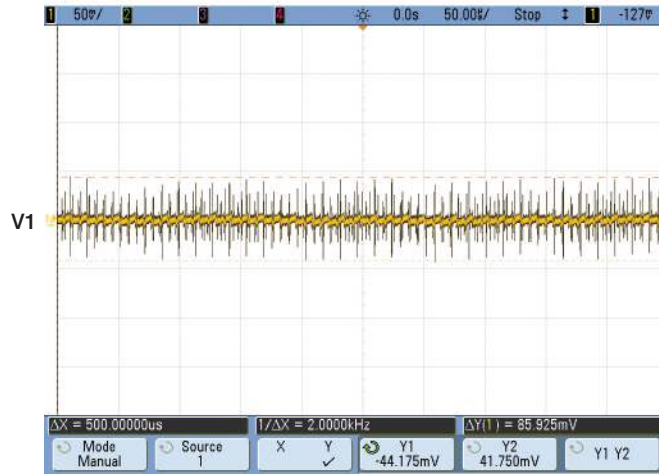 1 50mV/ 2 3 4 0.0s 50.00µ/ Stop 1 -127mV
V1
ΔX = 500.00000us 1/ΔX = 2.0000kHz ΔY(1) = 85.925mV
Mode Source X Y Y1 Y2 Y1 Y2
Manual 1 ✓ -44.175mV 41.750mV